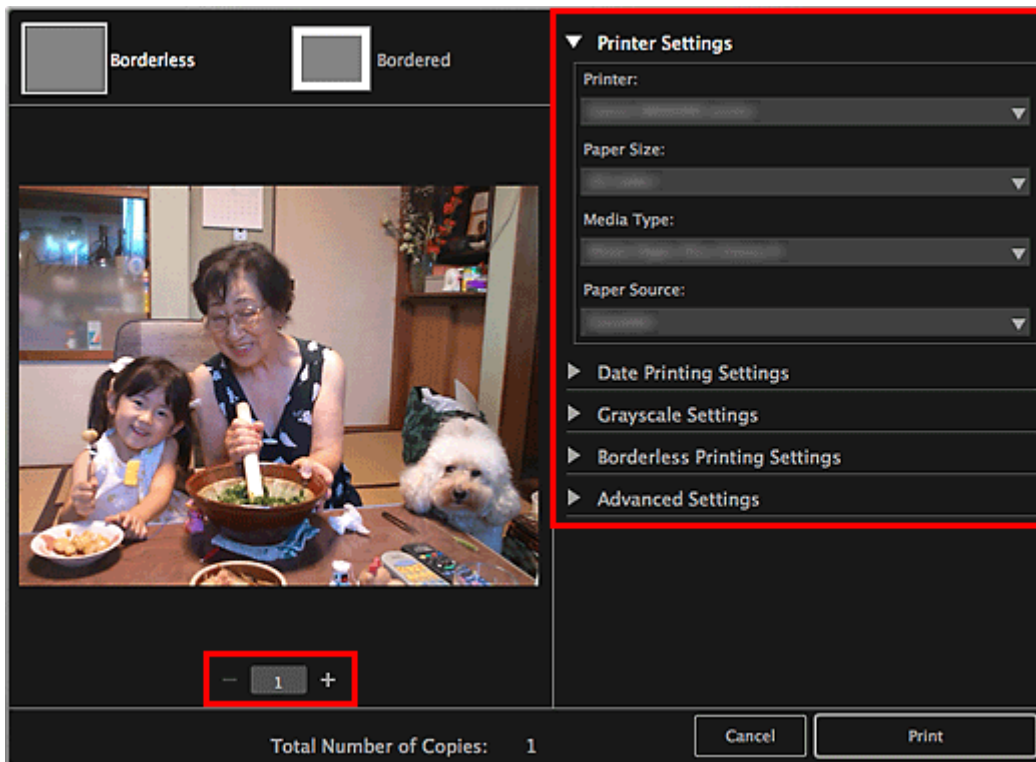 Borderless
Bordered
Printer Settings
Printer:
Paper Size:
Media Type:
Paper Source:
Date Printing Settings
Grayscale Settings
Borderless Printing Settings
Advanced Settings
− 1 +
Total Number of Copies: 1
Cancel
Print